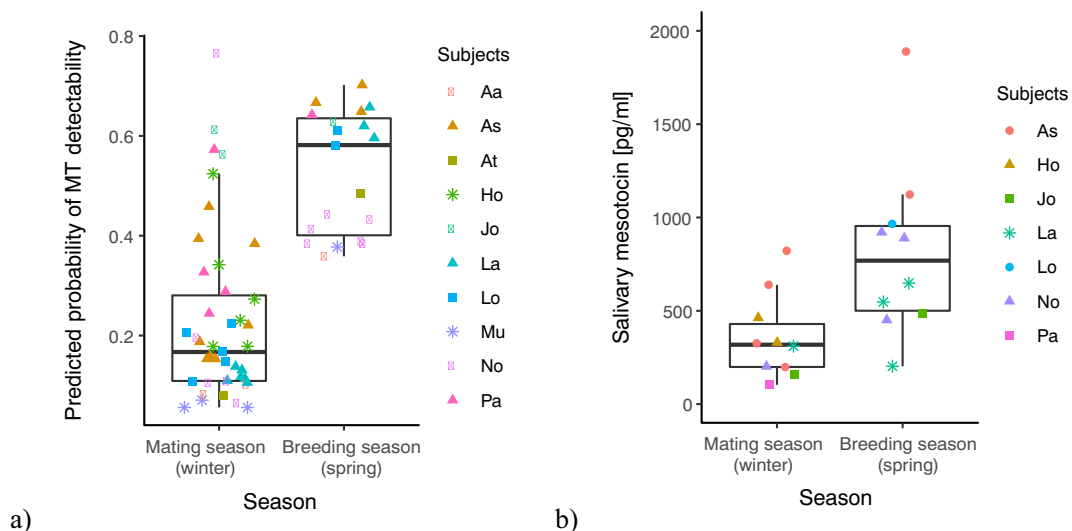 Predicted probability of MT detectability
0.8
0.6
0.4
0.2
Mating season
(winter)
Breeding season
(spring)
Season
Subjects
Aa
As
At
Ho
Jo
La
Lo
Mu
No
Pa
a)
Salivary mesotocin [pg/ml]
2000
1500
1000
500
0
Mating season
(winter)
Breeding season
(spring)
Season
Subjects
As
Ho
Jo
La
Lo
No
Pa
b)